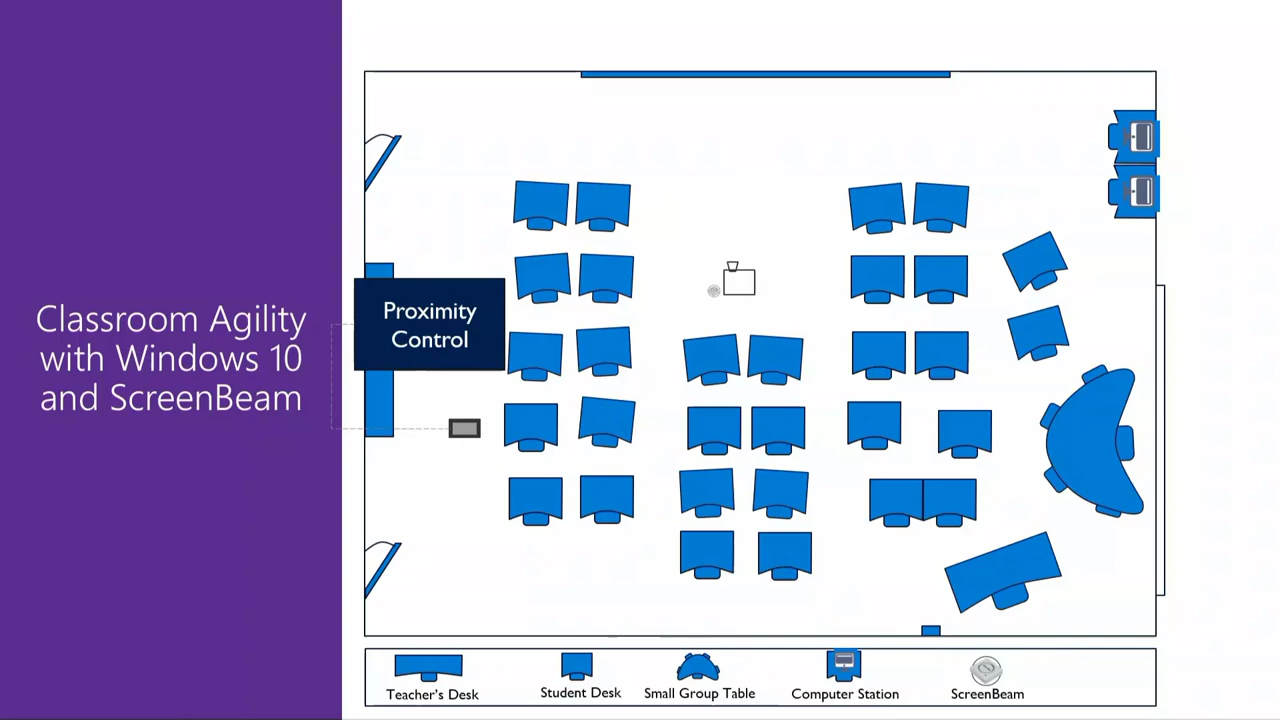 Classroom Agility
with Windows 10
and ScreenBeam
Proximity
Control
Teacher's Desk
Student Desk
Small Group Table
Computer Station
ScreenBeam